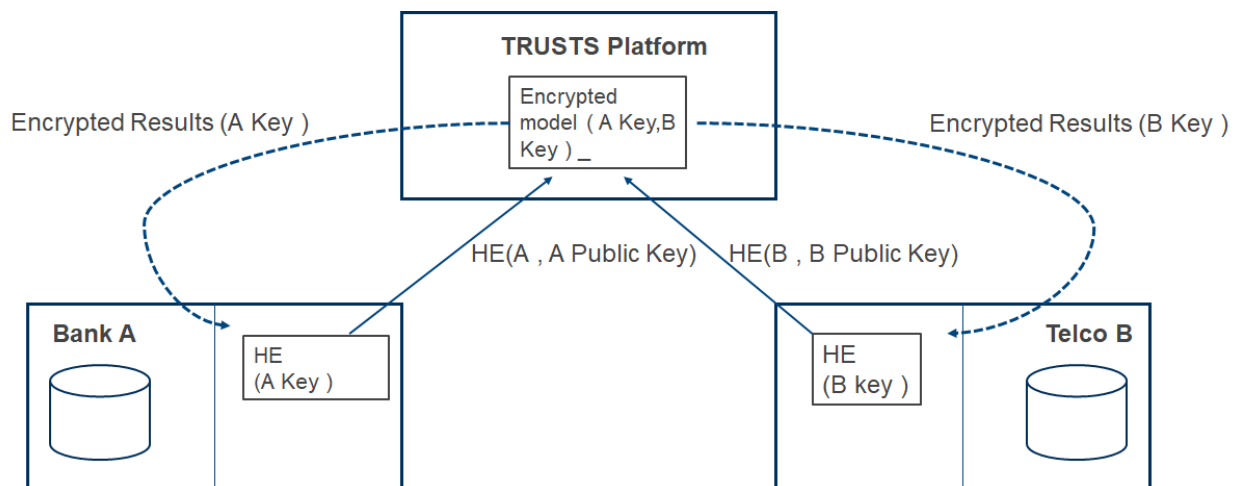 TRUSTS Platform
Encrypted
model ( A Key,B
Key ) _
Encrypted Results (A Key )
Encrypted Results (B Key )
HE(A , A Public Key)
HE(B , B Public Key)
Bank A
HE
(A Key )
HE
(B key )
Telco B